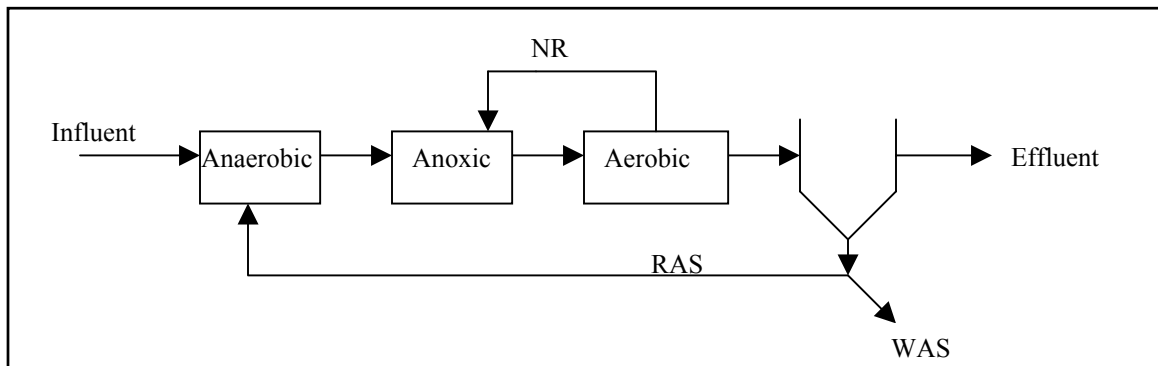 NR
Influent
Anaerobic
Anoxic
Aerobic
Effluent
RAS
WAS